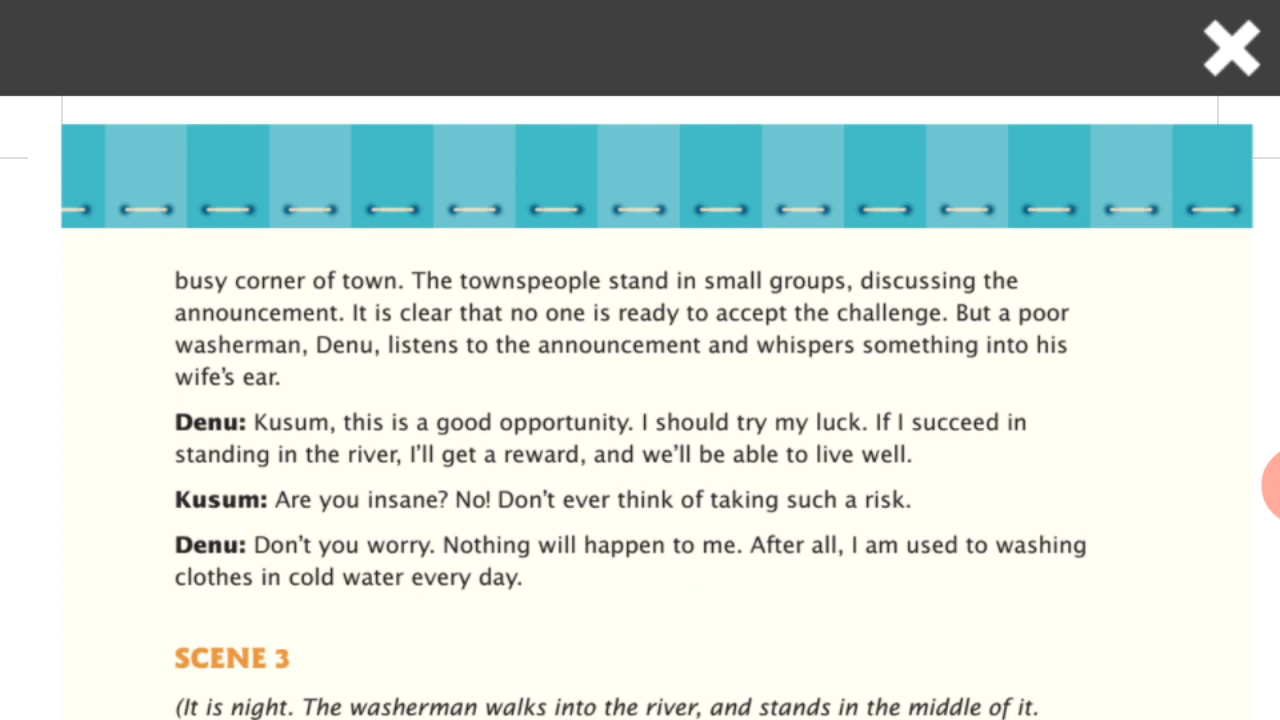 busy corner of town. The townspeople stand in small groups, discussing the
announcement. It is clear that no one is ready to accept the challenge. But a poor
washerman, Denu, listens to the announcement and whispers something into his
wife's ear.
Denu: Kusum, this is a good opportunity. I should try my luck. If I succeed in
standing in the river, I'll get a reward, and we'll be able to live well.
Kusum: Are you insane? No! Don't ever think of taking such a risk.
Denu: Don't you worry. Nothing will happen to me. After all, I am used to washing
clothes in cold water every day.
SCENE 3
(It is night. The washerman walks into the river, and stands in the middle of it.